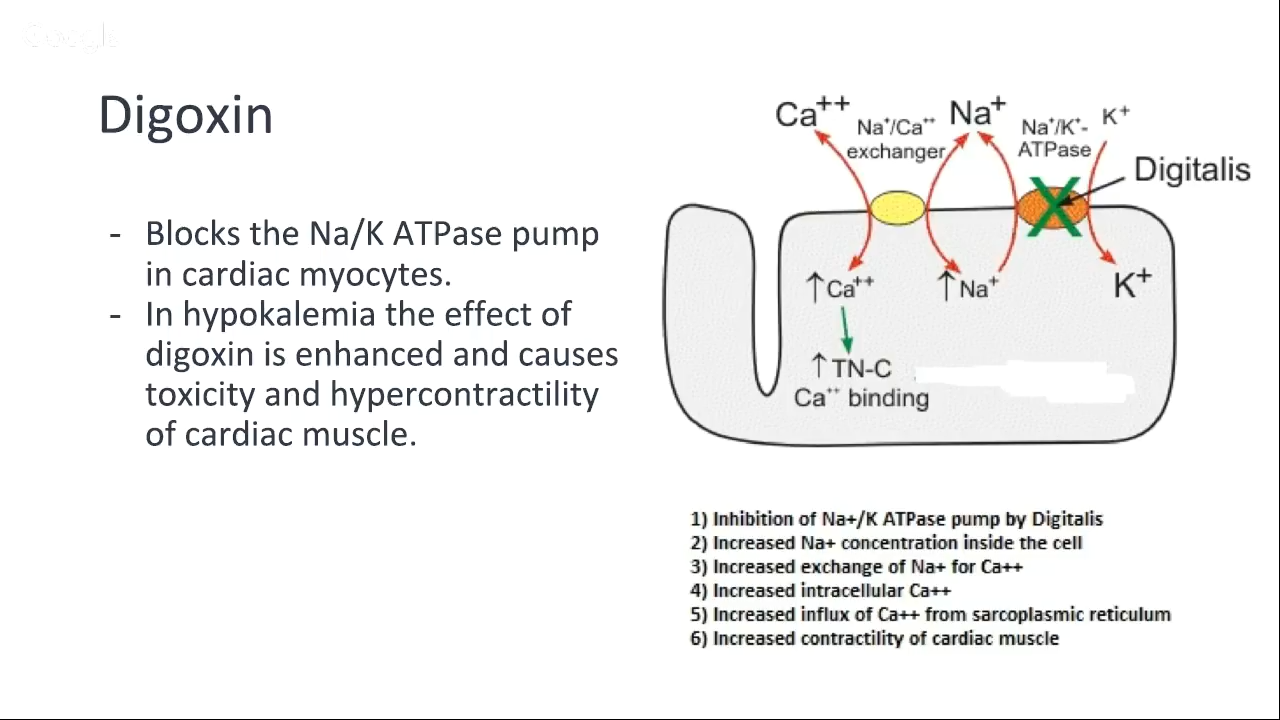 Digoxin
- Blocks the Na/K ATPase pump
in cardiac myocytes.
- In hypokalemia the effect of
digoxin is enhanced and causes
toxicity and hypercontractility
of cardiac muscle.
Ca⁺⁺
Na⁺/Ca⁺⁺
exchanger
Na⁺
Na⁺/K⁺-
ATPase
K⁺
Digitalis
↑Ca⁺⁺
↑Na⁺
K⁺
↑TN-C
Ca⁺⁺ binding
1) Inhibition of Na+/K ATPase pump by Digitalis
2) Increased Na+ concentration inside the cell
3) Increased exchange of Na+ for Ca++
4) Increased intracellular Ca++
5) Increased influx of Ca++ from sarcoplasmic reticulum
6) Increased contractility of cardiac muscle